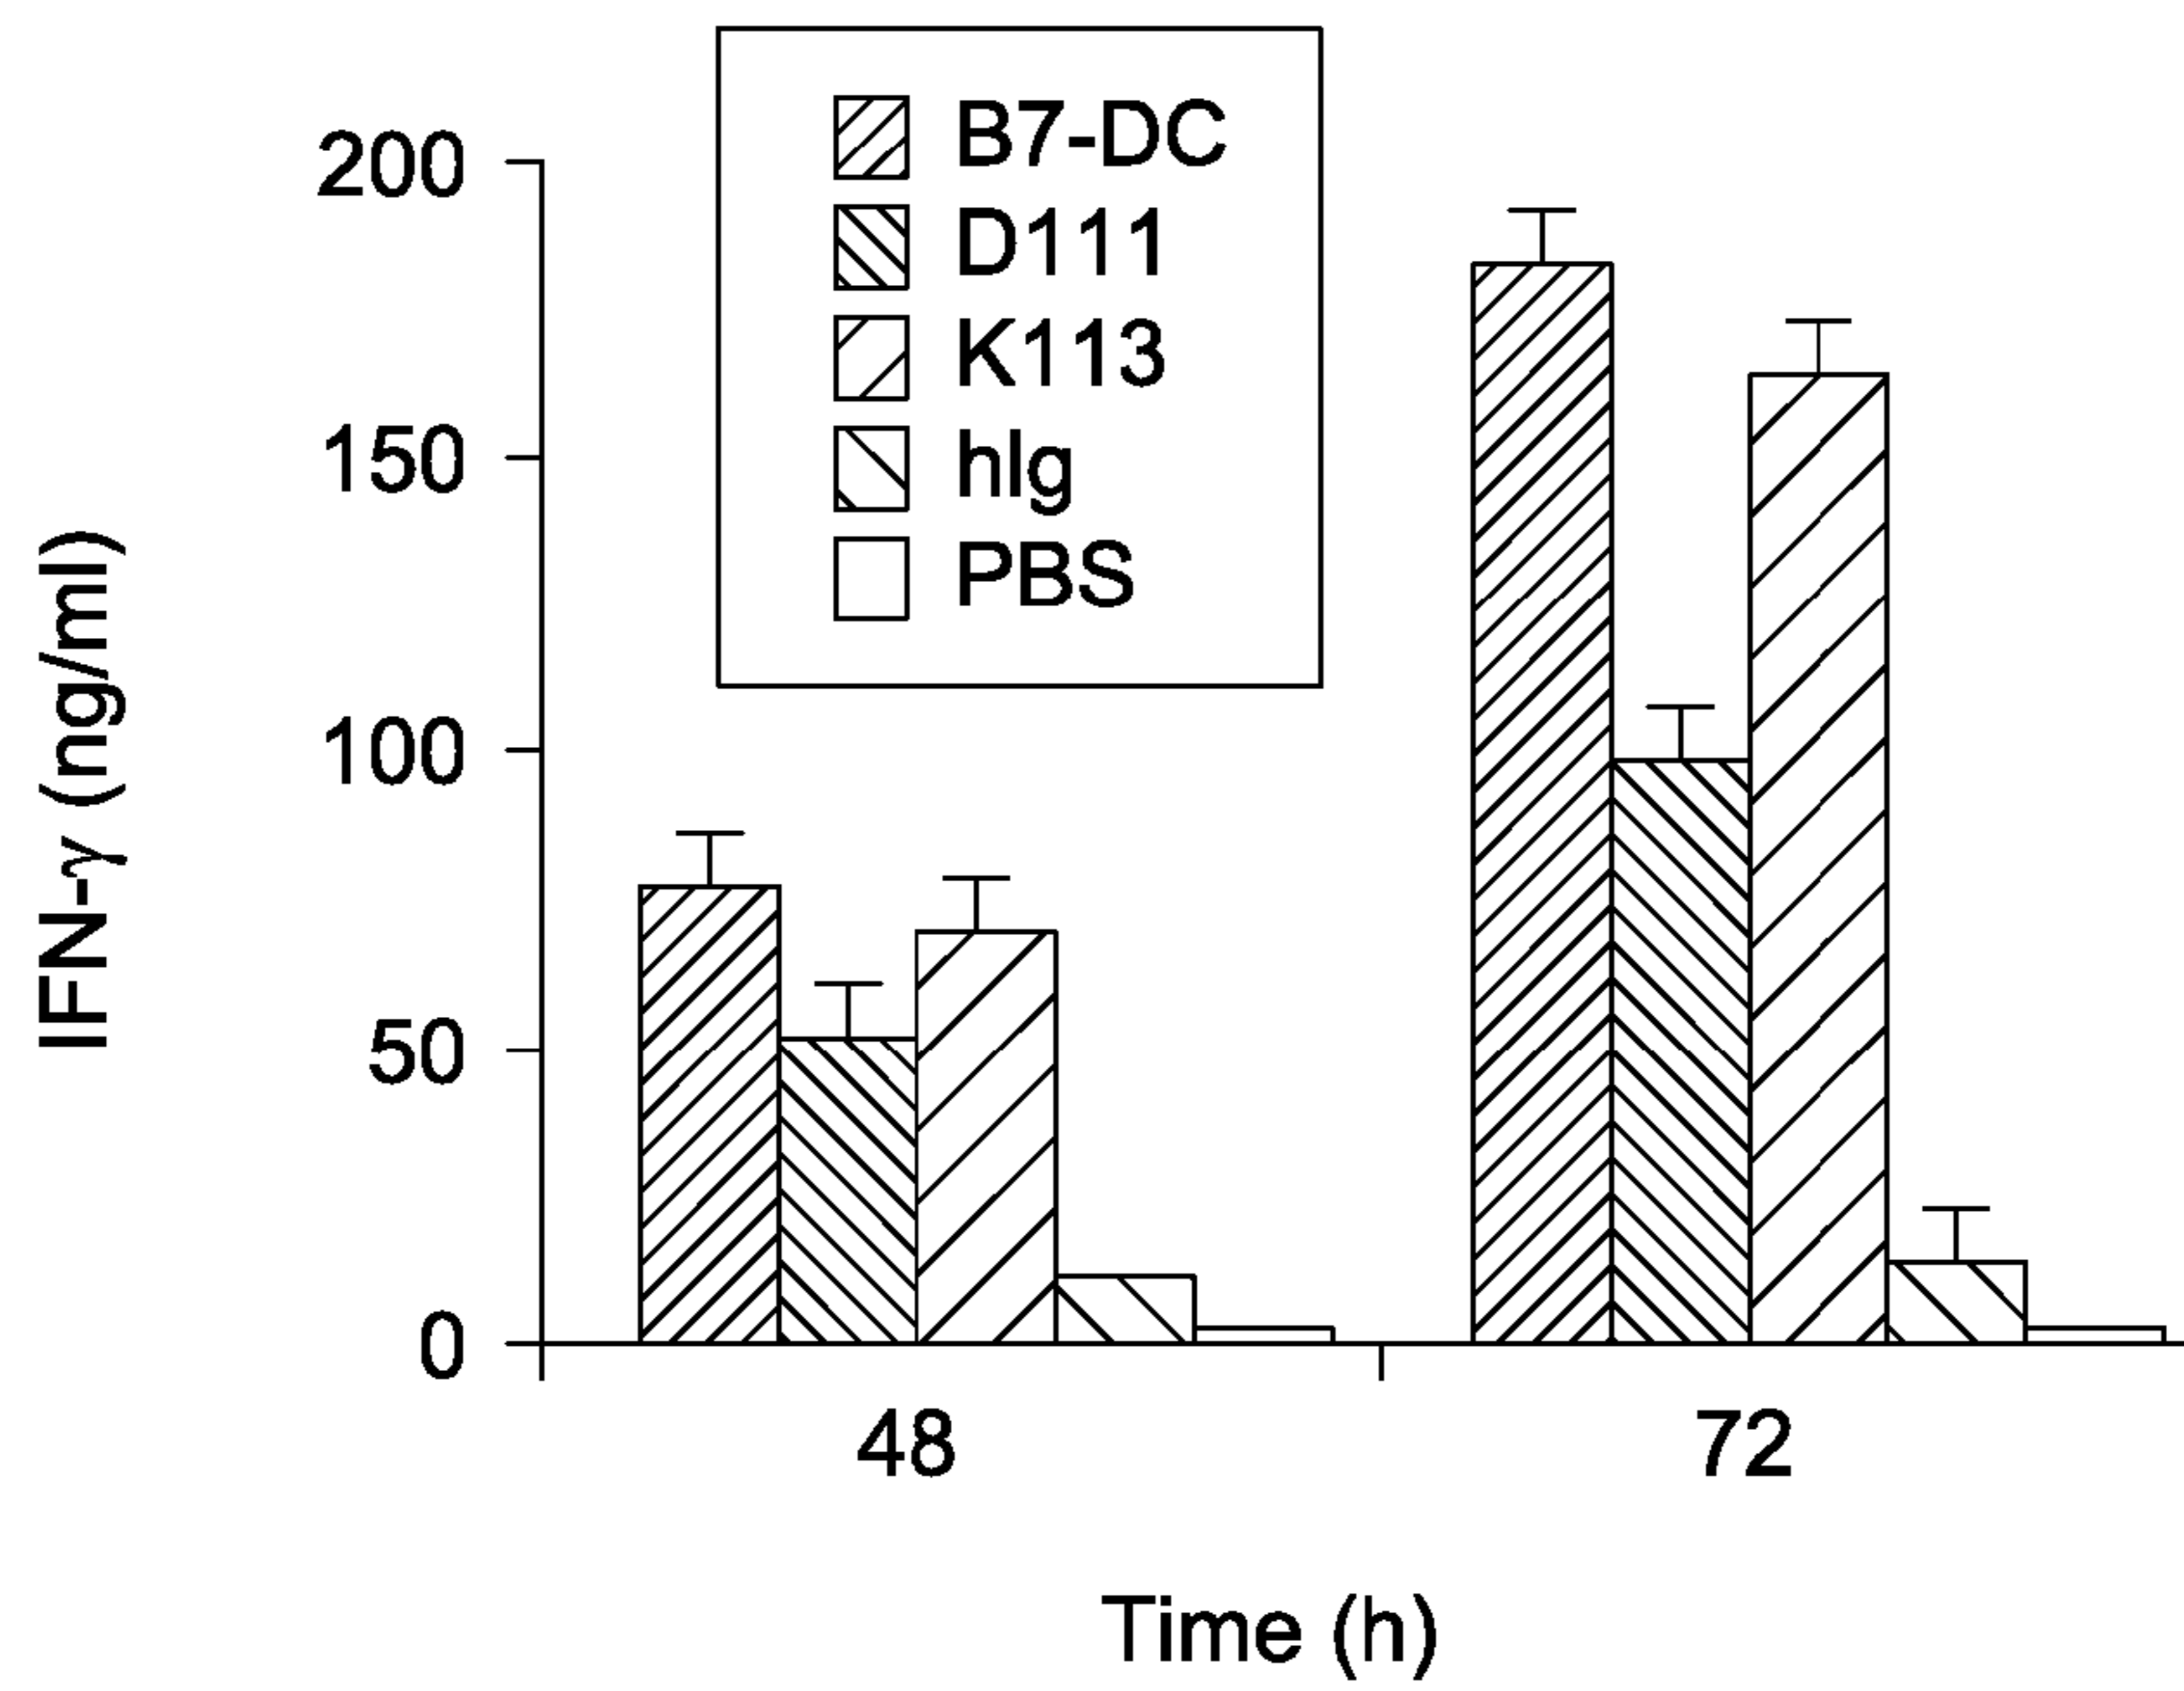 B7-DC
D111
K113
hIg
PBS
200
150
100
50
0
IFN-γ (ng/ml)
48
72
Time (h)